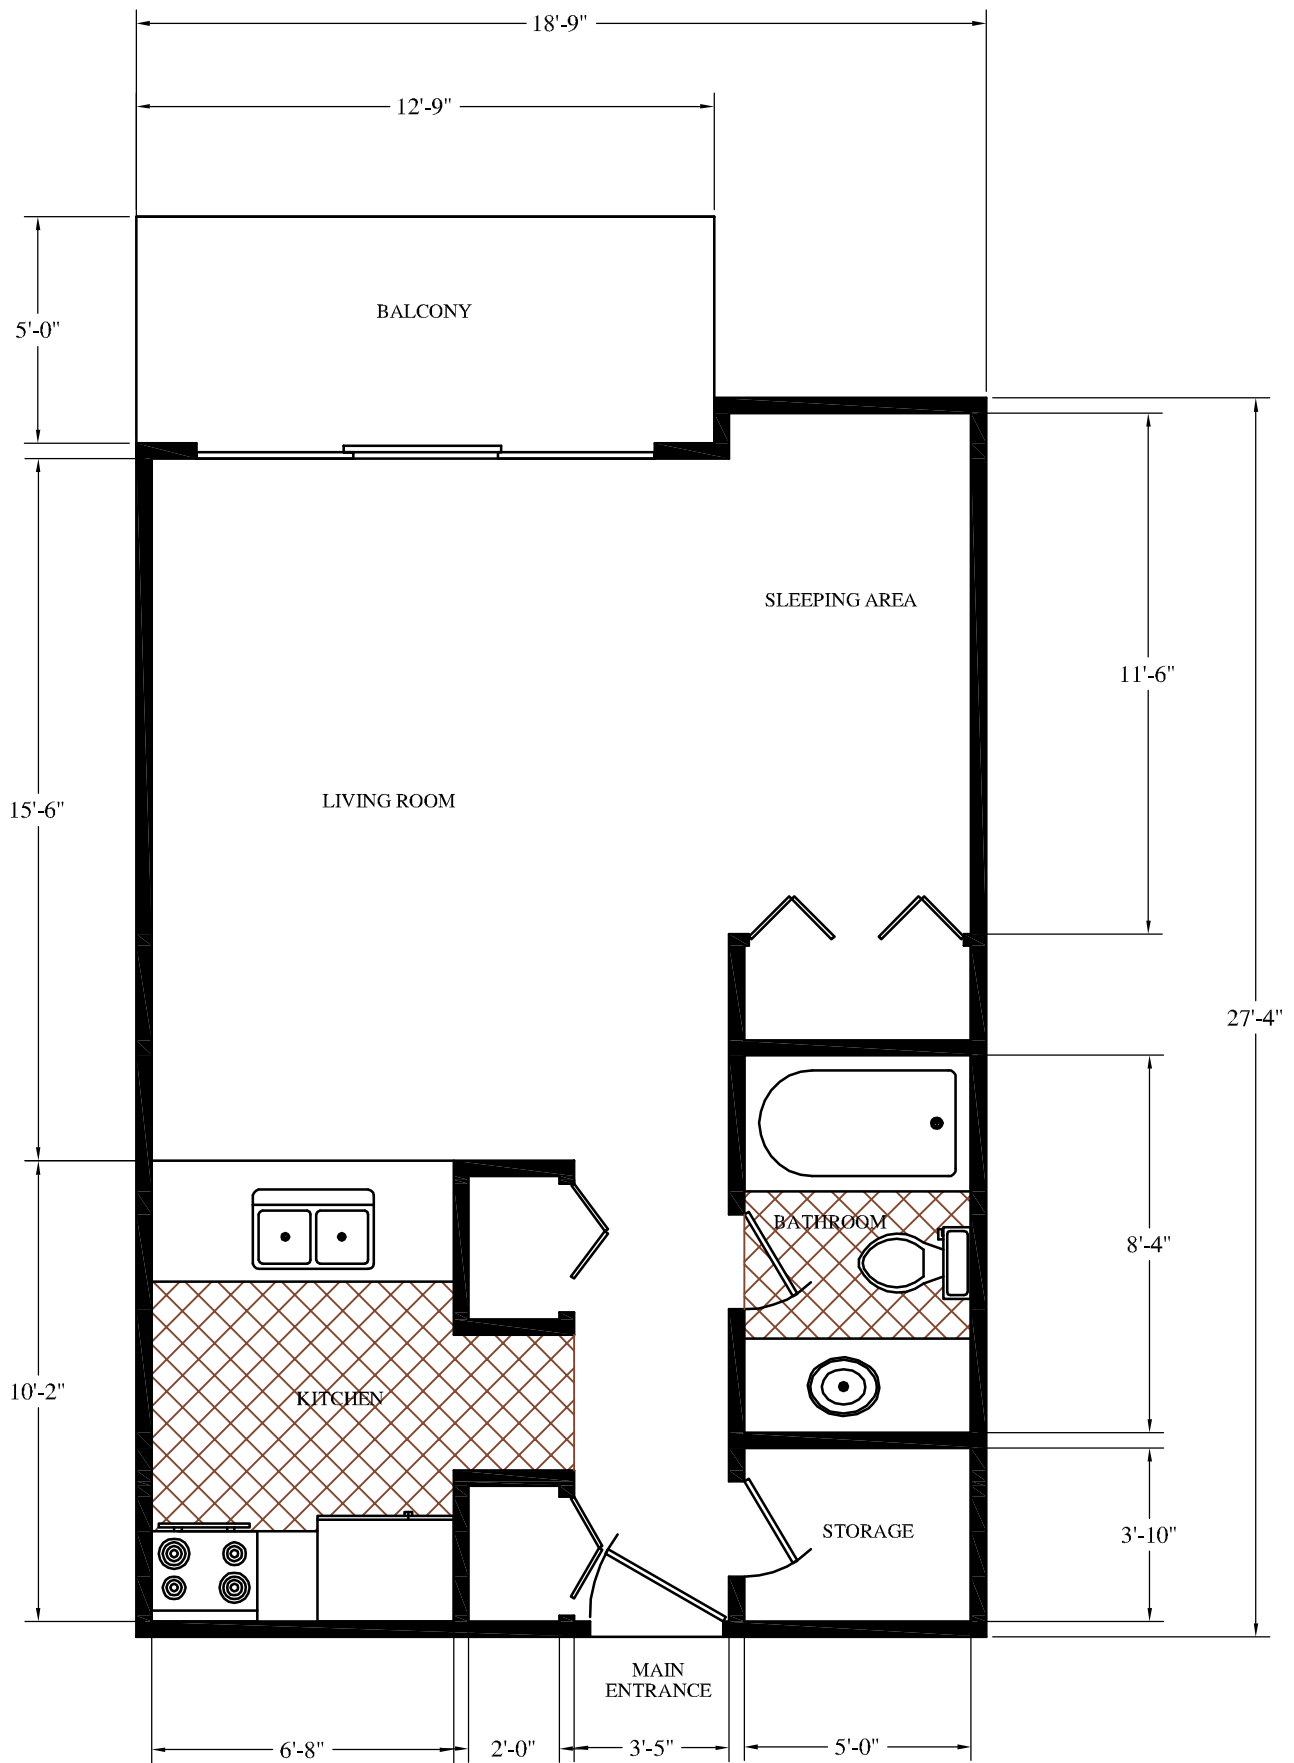 18'-9"
12'-9"
BALCONY
5'-0"
SLEEPING AREA
11'-6"
LIVING ROOM
15'-6"
27'-4"
BATHROOM
8'-4"
10'-2"
KITCHEN
STORAGE
3'-10"
MAIN
ENTRANCE
6'-8"
2'-0"
3'-5"
5'-0"